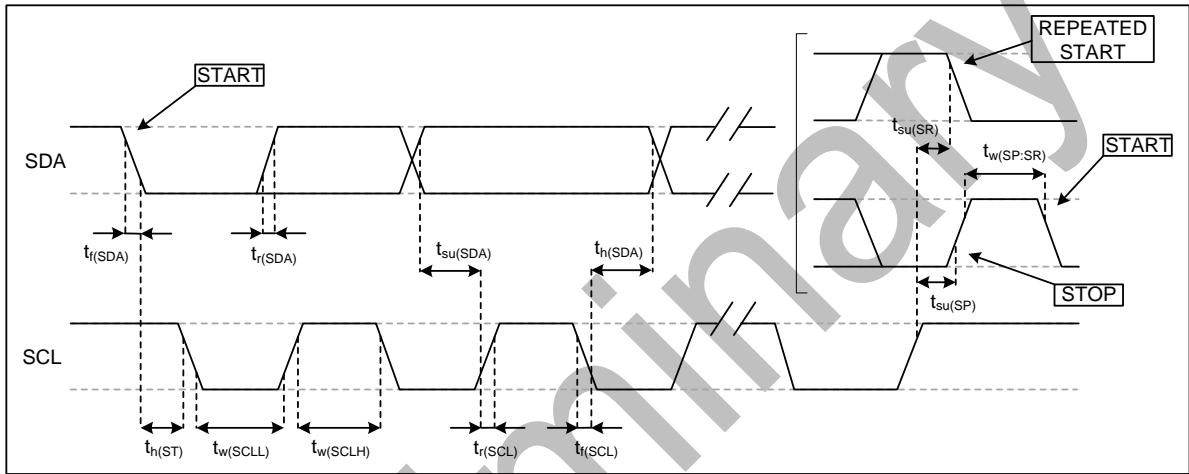 REPEATED
START
START
t_su(SR)
START
SDA
t_w(SP:SR)
t_f(SDA)
t_r(SDA)
t_su(SDA)
t_h(SDA)
t_su(SP)
STOP
SCL
t_h(ST)
t_w(SCLL)
t_w(SCLH)
t_r(SCL)
t_f(SCL)
minary